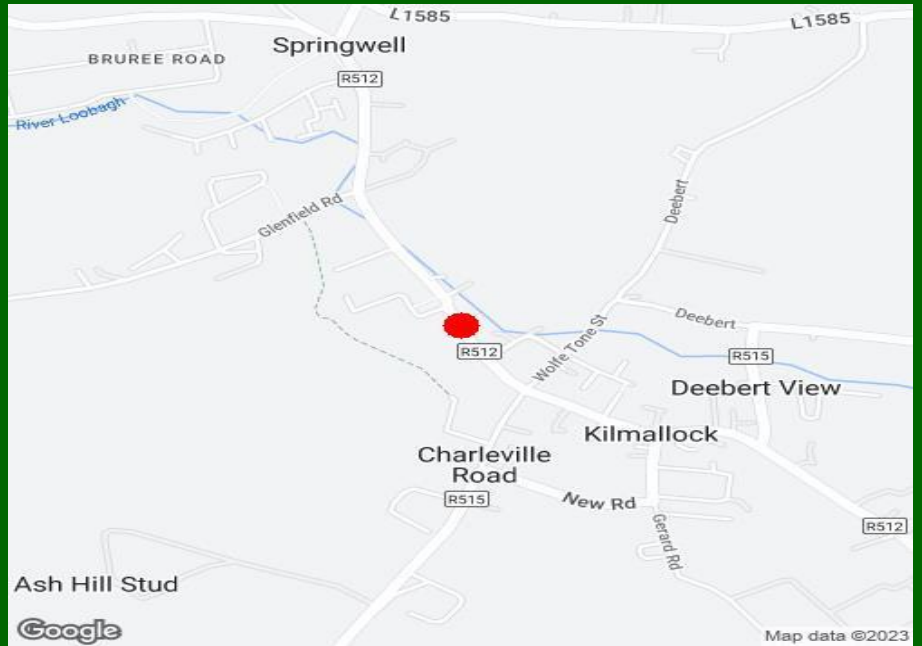 L1585
L1585
Springwell
BRUREE ROAD
R512
River Loobagh
Deebert
Glenfield Rd
Deebert
R512
Wolfe Tone St
R515
Deebert View
Kilmallock
Charleville
Road
R515
New Rd
R512
Gerard Rd
Ash Hill Stud
Google
Map data ©2023